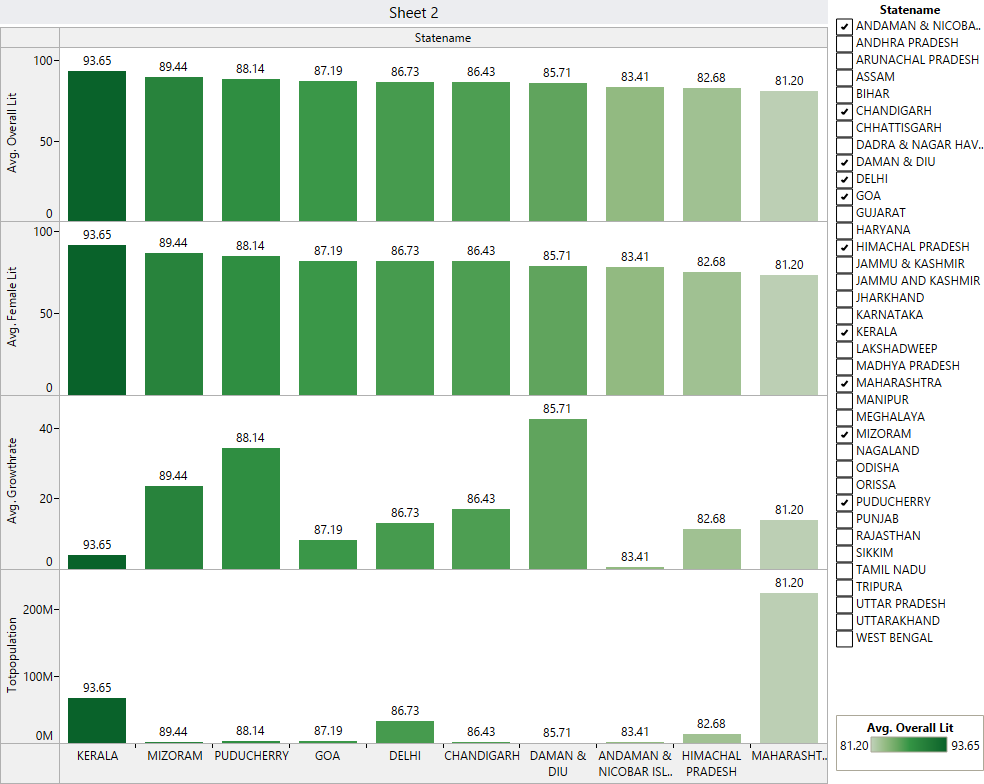 Sheet 2
Statename
Avg. Overall Lit
100
50
0
93.65
89.44
88.14
87.19
86.73
86.43
85.71
83.41
82.68
81.20
Avg. Female Lit
100
50
0
93.65
89.44
88.14
87.19
86.73
86.43
85.71
83.41
82.68
81.20
Avg. Growthrate
40
20
0
93.65
89.44
88.14
87.19
86.73
86.43
85.71
83.41
82.68
81.20
Totpopulation
200M
100M
0M
93.65
89.44
88.14
87.19
86.73
86.43
85.71
83.41
82.68
81.20
KERALA
MIZORAM
PUDUCHERRY
GOA
DELHI
CHANDIGARH
DAMAN &
DIU
ANDAMAN &
NICOBAR ISL..
HIMACHAL
PRADESH
MAHARASHT..
Statename
ANDAMAN & NICOBA..
ANDHRA PRADESH
ARUNACHAL PRADESH
ASSAM
BIHAR
CHANDIGARH
CHHATTISGARH
DADRA & NAGAR HAV..
DAMAN & DIU
DELHI
GOA
GUJARAT
HARYANA
HIMACHAL PRADESH
JAMMU & KASHMIR
JAMMU AND KASHMIR
JHARKHAND
KARNATAKA
KERALA
LAKSHADWEEP
MADHYA PRADESH
MAHARASHTRA
MANIPUR
MEGHALAYA
MIZORAM
NAGALAND
ODISHA
ORISSA
PUDUCHERRY
PUNJAB
RAJASTHAN
SIKKIM
TAMIL NADU
TRIPURA
UTTAR PRADESH
UTTARAKHAND
WEST BENGAL
Avg. Overall Lit
81.20 93.65